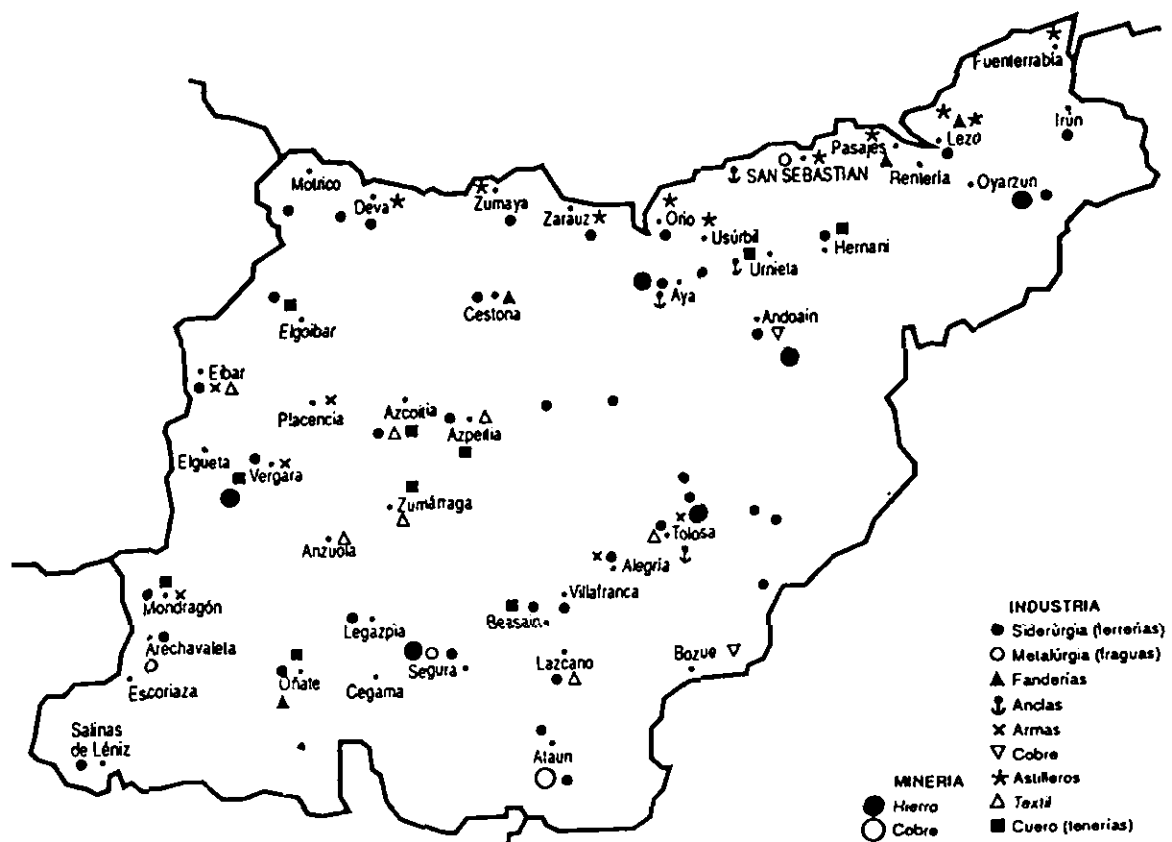 Fuenterrabía
Irún
Lezo
Pasajes
Rentería
SAN SEBASTIAN
Oyarzun
Motrico
Deva
Zumaya
Zaráuz
Orio
Usúrbil
Hernani
Urnieta
Aya
Cestona
Elgoibar
Andoain
Eibar
Placencia
Azcoitia
Azpeitia
Elgueta
Vergara
Zumárraga
Anzuola
Tolosa
Alegría
Villafranca
Mondragón
Legazpia
Beasain
Arechavaleta
Segura
Lazcano
Bozue
Escoriaza
Oñate
Cegama
Salinas
de Léniz
Ataun
INDUSTRIA
Siderúrgia (ferrerías)
Metalúrgia (fraguas)
Fanderías
Anclas
Armas
Cobre
Astilleros
Textil
Cuero (tenerías)
MINERIA
Hierro
Cobre